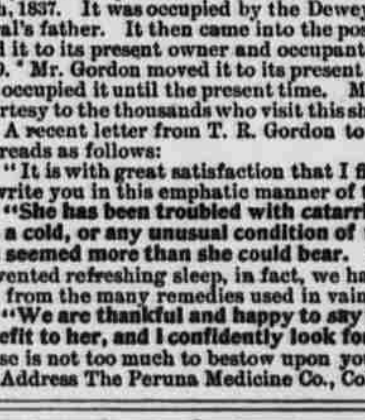 h, 1837. It was occupied by the Dewey
al's father. It then came into the pos
d it to its present owner and occupant
). Mr. Gordon moved it to its present
occupied it until the present time. M
rtesy to the thousands who visit this sh
A recent letter from T. R. Gordon to
reads as follows:
"It is with great satisfaction that I fi
write you in this emphatic manner of t
"She has been troubled with catarrh
a cold, or any unusual condition of
seemed more than she could bear.
vented refreshing sleep, in fact, we ha
from the many remedies used in vain
"We are thankful and happy to say
efit to her, and I confidently look for
se is not too much to bestow upon you
Address The Peruna Medicine Co., Co